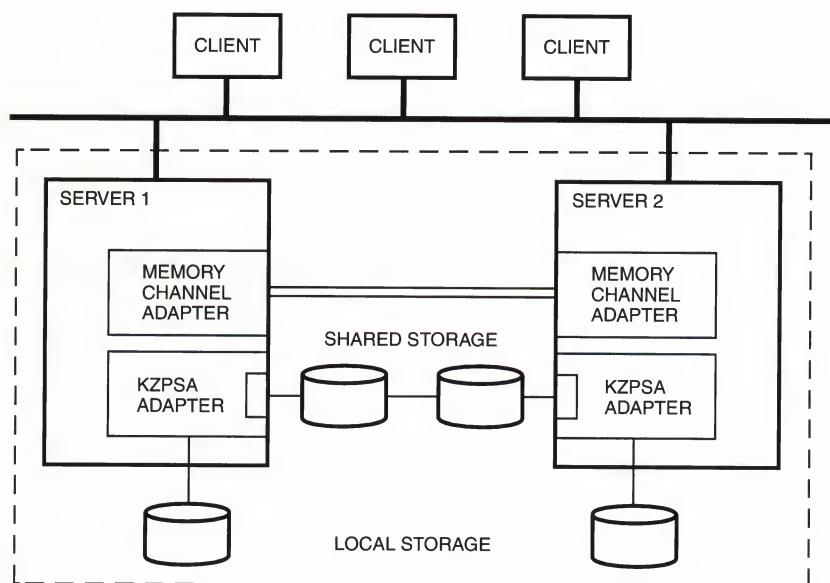 CLIENT
CLIENT
CLIENT
SERVER 1
SERVER 2
MEMORY
CHANNEL
ADAPTER
MEMORY
CHANNEL
ADAPTER
SHARED STORAGE
KZPSA
ADAPTER
KZPSA
ADAPTER
LOCAL STORAGE